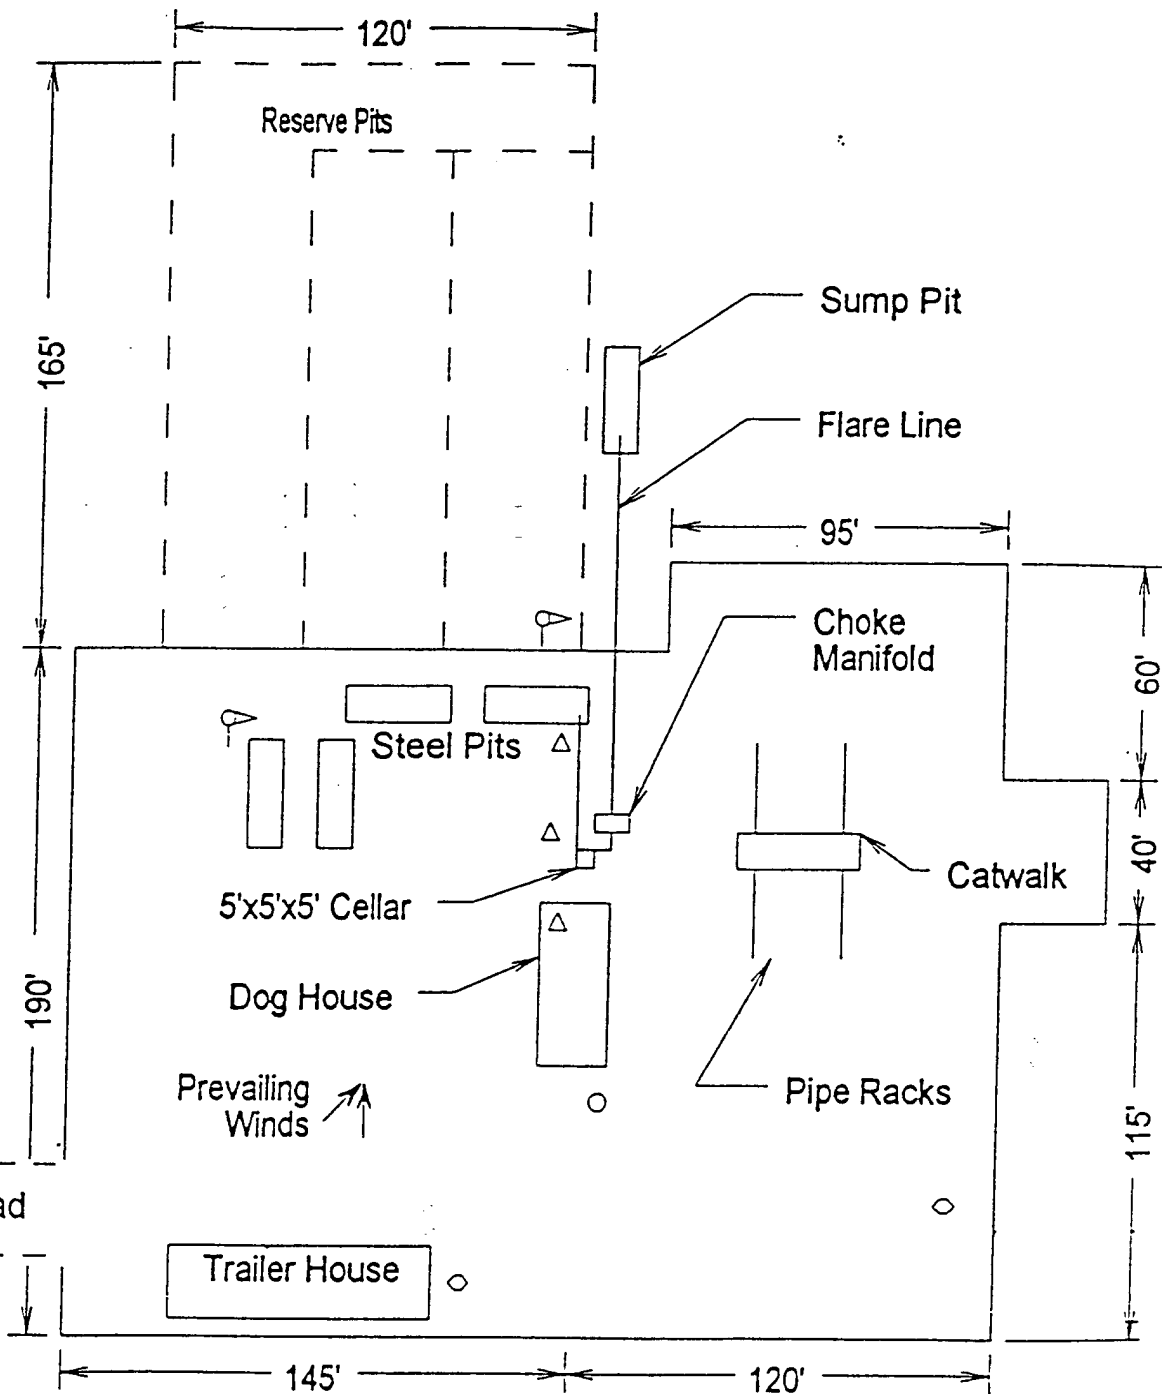 120'
Reserve Pits
165'
Sump Pit
Flare Line
95'
Choke
Manifold
60'
Steel Pits
40'
Catwalk
5'x5'x5' Cellar
190'
Dog House
Prevailing
Winds
Pipe Racks
115'
ad
Trailer House
145'
120'